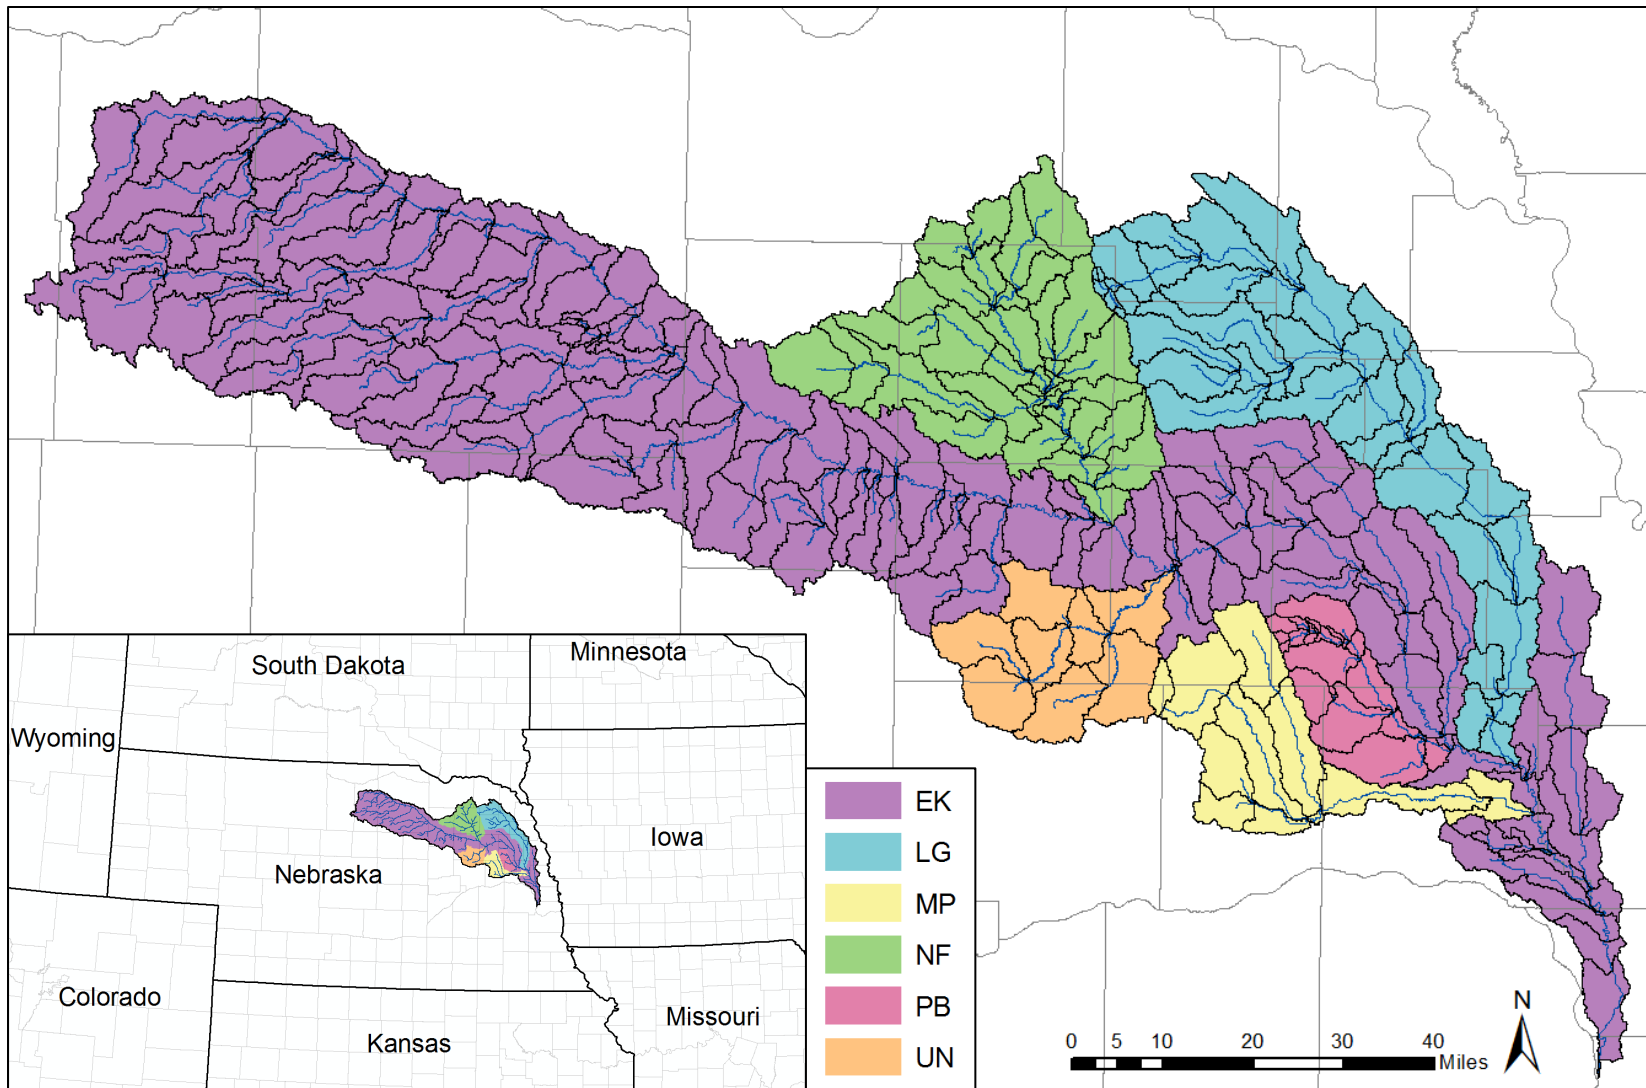 South Dakota
Minnesota
Wyoming
Iowa
Nebraska
Colorado
Missouri
Kansas
EK
LG
MP
NF
PB
UN
N
0 5 10 20 30 40
Miles